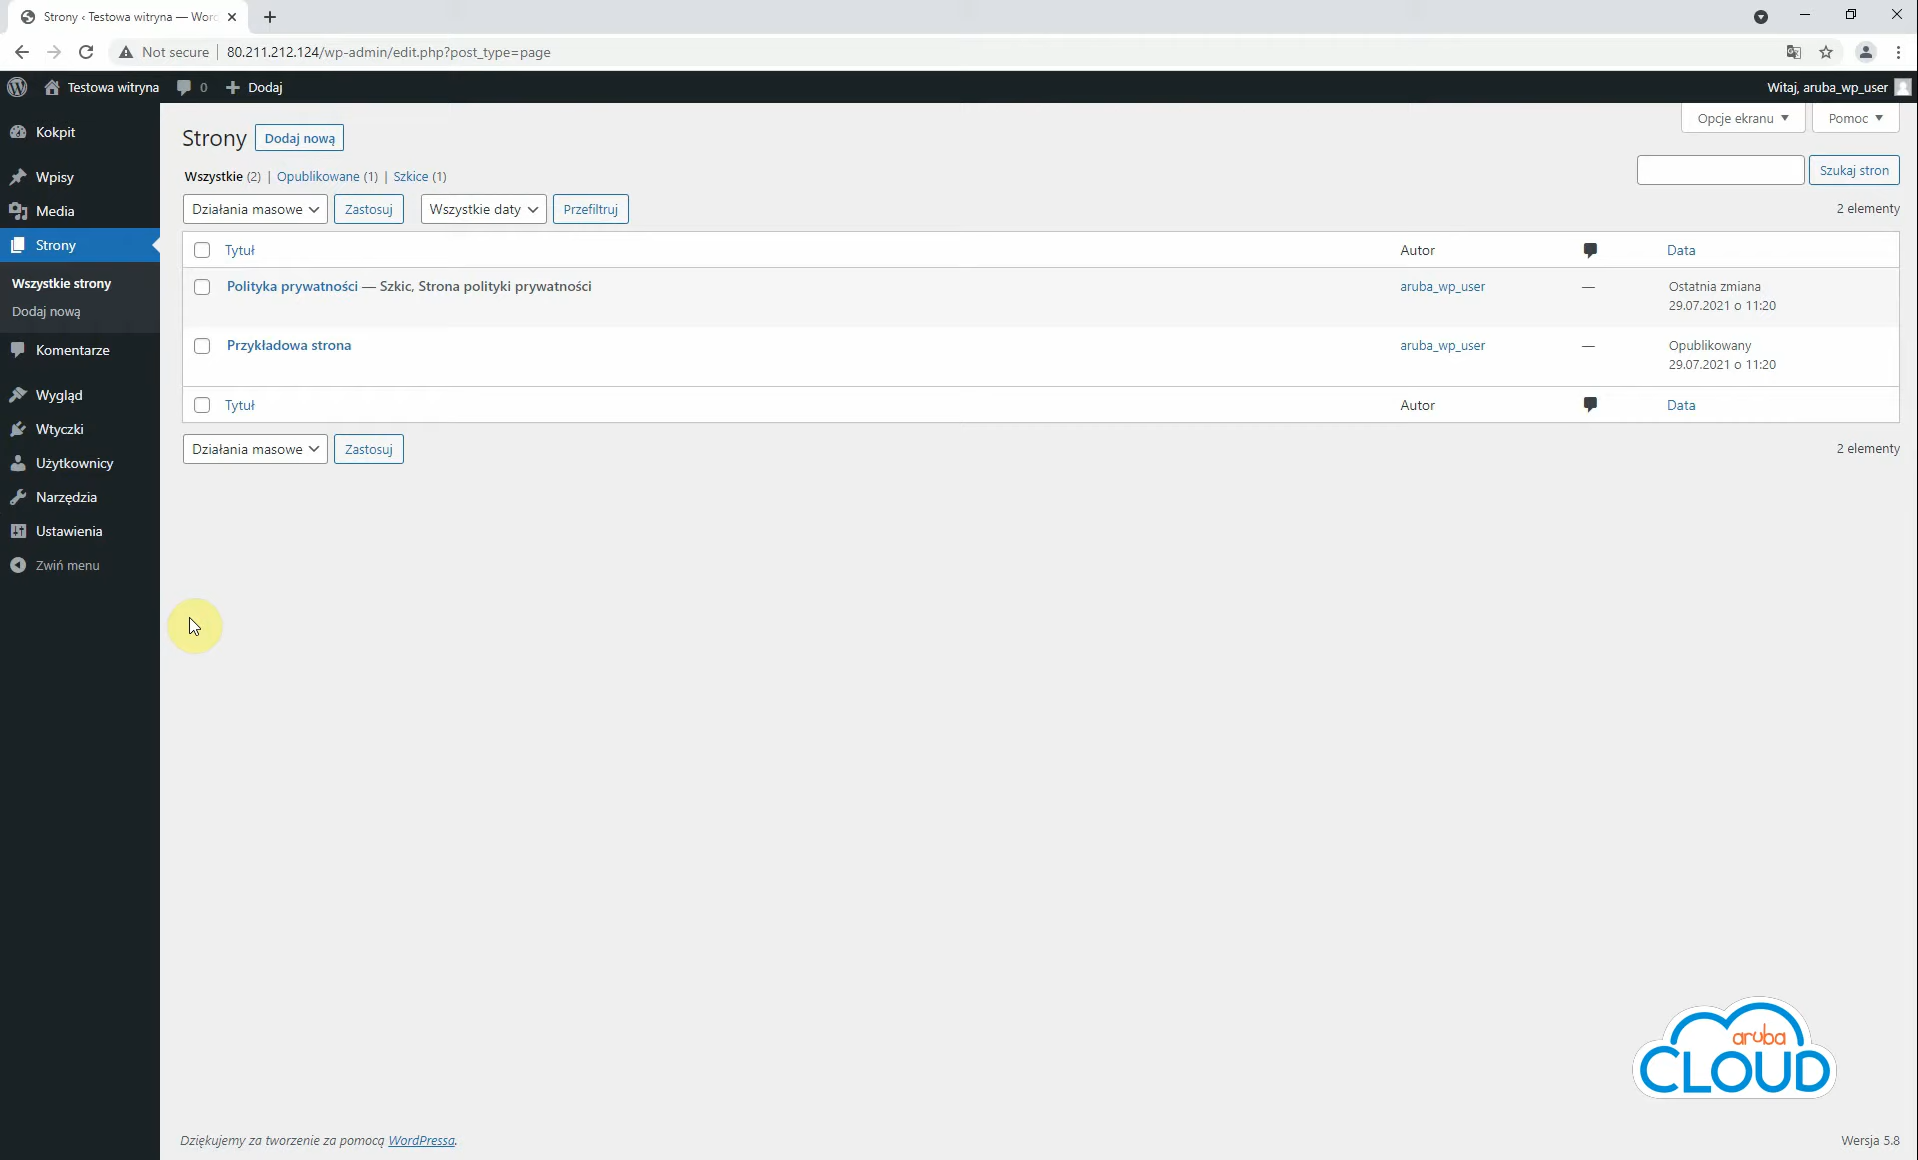 Strony ‹ Testowa witryna — Word
Not secure
80.211.212.124/wp-admin/edit.php?post_type=page
Testowa witryna
0
Dodaj
Witaj, aruba_wp_user
Kokpit
Wpisy
Media
Strony
Wszystkie strony
Dodaj nową
Komentarze
Wygląd
Wtyczki
Użytkownicy
Narzędzia
Ustawienia
Zwiń menu
Opcje ekranu
Pomoc
Strony
Dodaj nową
Wszystkie (2) | Opublikowane (1) | Szkice (1)
Szukaj stron
Działania masowe
Zastosuj
Wszystkie daty
Przefiltruj
2 elementy
Tytuł
Autor
Data
Polityka prywatności — Szkic, Strona polityki prywatności
aruba_wp_user
—
Ostatnia zmiana
29.07.2021 o 11:20
Przykładowa strona
aruba_wp_user
—
Opublikowany
29.07.2021 o 11:20
Tytuł
Autor
Data
Działania masowe
Zastosuj
2 elementy
aruba
CLOUD
Dziękujemy za tworzenie za pomocą WordPressa.
Wersja 5.8